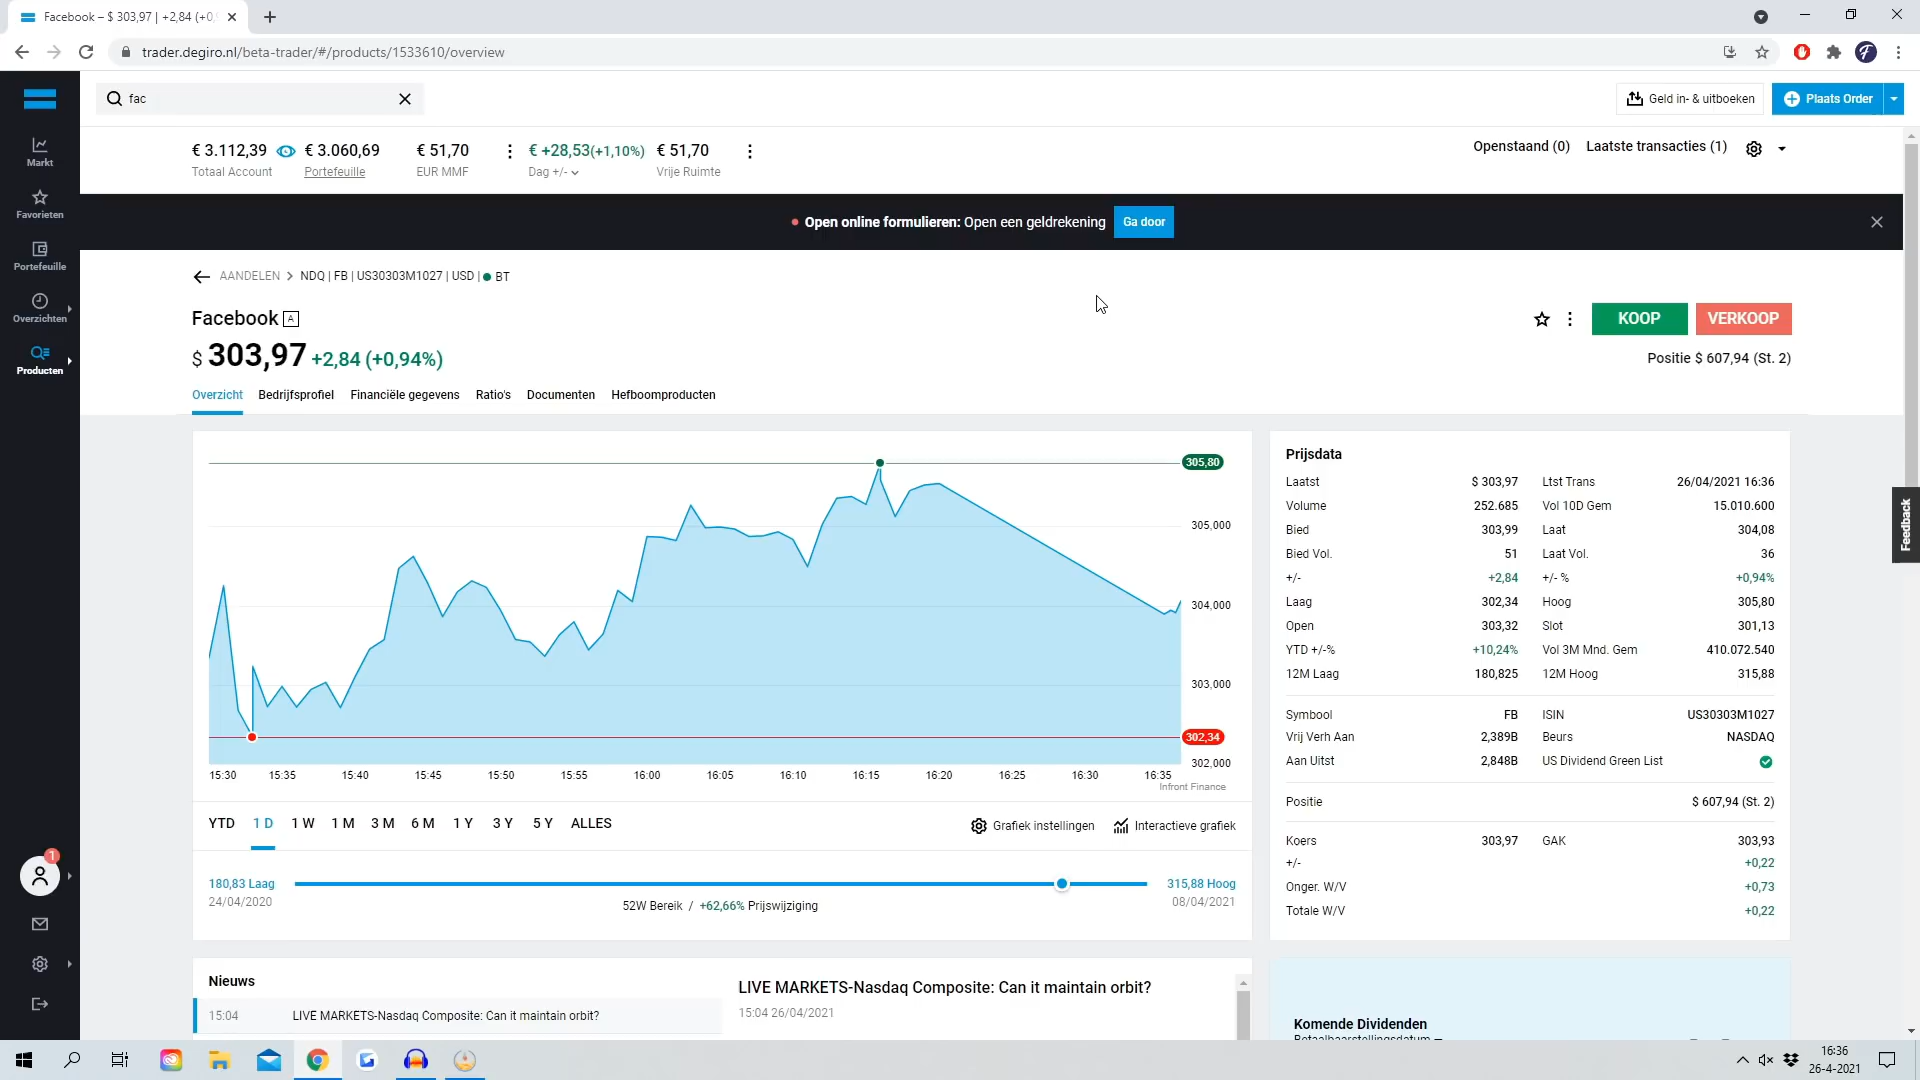 Facebook – $ 303,97 | +2,84 (+0,9
trader.degiro.nl/beta-trader/#/products/1533610/overview
fac
Geld in- & uitboeken
Plaats Order
€ 3.112,39
€ 3.060,69
€ 51,70
€ +28,53(+1,10%)
€ 51,70
Totaal Account
Portefeuille
EUR MMF
Dag +/-
Vrije Ruimte
Openstaand (0)
Laatste transacties (1)
Markt
Favorieten
Portefeuille
Overzichten
Producten
1
Open online formulieren: Open een geldrekening
Ga door
AANDELEN > NDQ | FB | US30303M1027 | USD | BT
Facebook A
$ 303,97 +2,84 (+0,94%)
KOOP
VERKOOP
Positie $ 607,94 (St. 2)
Overzicht
Bedrijfsprofiel
Financiële gegevens
Ratio's
Documenten
Hefboomproducten
305,80
305,000
304,000
303,000
302,34
302,000
15:30 15:35 15:40 15:45 15:50 15:55 16:00 16:05 16:10 16:15 16:20 16:25 16:30 16:35
Infront Finance
YTD 1 D 1 W 1 M 3 M 6 M 1 Y 3 Y 5 Y ALLES
Grafiek instellingen
Interactieve grafiek
180,83 Laag
24/04/2020
52W Bereik / +62,66% Prijswijziging
315,88 Hoog
08/04/2021
Prijsdata
Laatst $ 303,97 Ltst Trans 26/04/2021 16:36
Volume 252.685 Vol 10D Gem 15.010.600
Bied 303,99 Laat 304,08
Bied Vol. 51 Laat Vol. 36
+/- +2,84 +/- % +0,94%
Laag 302,34 Hoog 305,80
Open 303,32 Slot 301,13
YTD +/-% +10,24% Vol 3M Mnd. Gem 410.072.540
12M Laag 180,825 12M Hoog 315,88
Symbool FB ISIN US30303M1027
Vrij Verh Aan 2,389B Beurs NASDAQ
Aan Uitst 2,848B US Dividend Green List
Positie $ 607,94 (St. 2)
Koers 303,97 GAK 303,93
+/- +0,22
Onger. W/V +0,73
Totale W/V +0,22
Feedback
Nieuws
15:04 LIVE MARKETS-Nasdaq Composite: Can it maintain orbit?
LIVE MARKETS-Nasdaq Composite: Can it maintain orbit?
15:04 26/04/2021
Komende Dividenden
16:36
26-4-2021